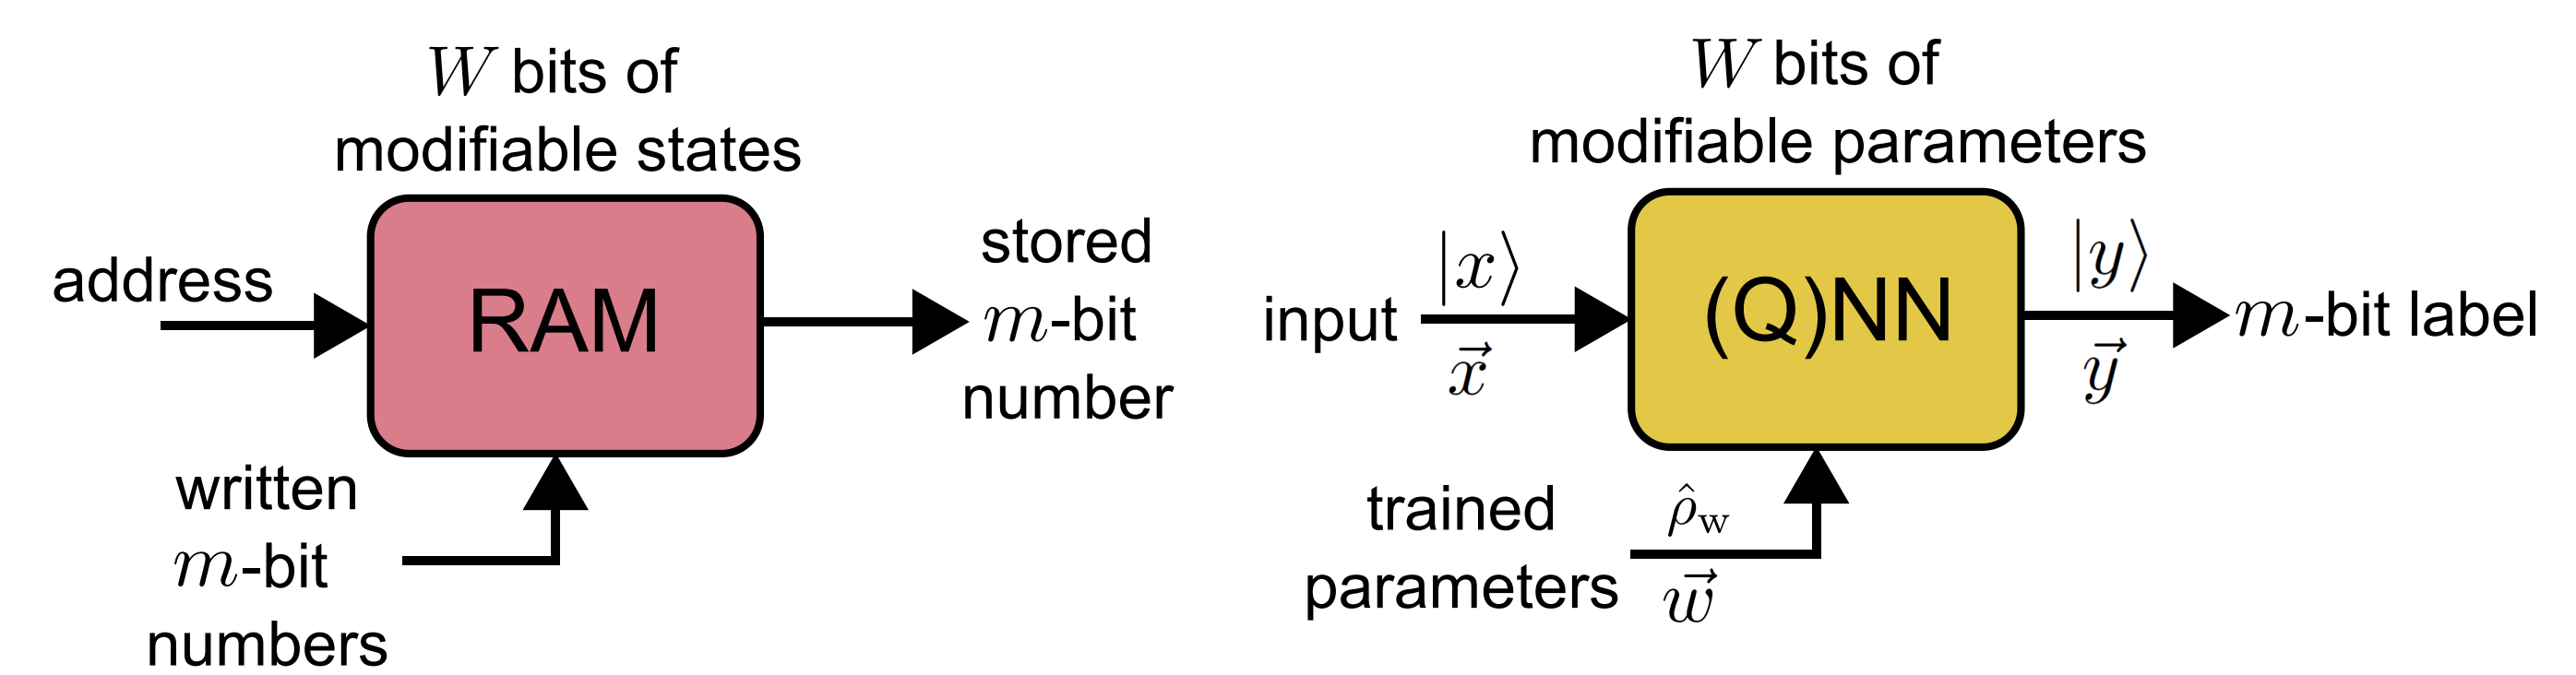 W bits of
modifiable states
address
RAM
stored
m-bit
number
written
m-bit
numbers
W bits of
modifiable parameters
input
|x⟩
x⃗
(Q)NN
|y⟩
y⃗
m-bit label
trained
parameters
ρ̂_w
w⃗